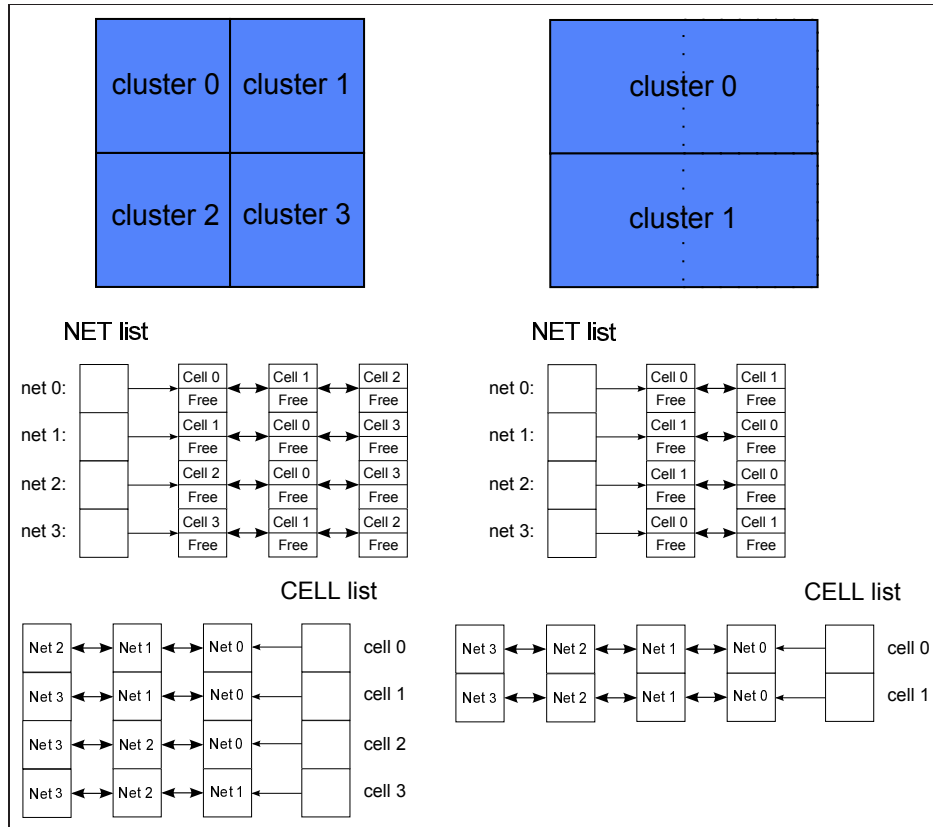 cluster 0 cluster 1
cluster 2 cluster 3
NET list
net 0: Cell 0 Cell 1 Cell 2
Free Free Free
net 1: Cell 1 Cell 0 Cell 3
Free Free Free
net 2: Cell 2 Cell 0 Cell 3
Free Free Free
net 3: Cell 3 Cell 1 Cell 2
Free Free Free
CELL list
Net 2 Net 1 Net 0 cell 0
Net 3 Net 1 Net 0 cell 1
Net 3 Net 2 Net 0 cell 2
Net 3 Net 2 Net 1 cell 3
cluster 0
cluster 1
NET list
net 0: Cell 0 Cell 1
Free Free
net 1: Cell 1 Cell 0
Free Free
net 2: Cell 1 Cell 0
Free Free
net 3: Cell 0 Cell 1
Free Free
CELL list
Net 3 Net 2 Net 1 Net 0 cell 0
Net 3 Net 2 Net 1 Net 0 cell 1